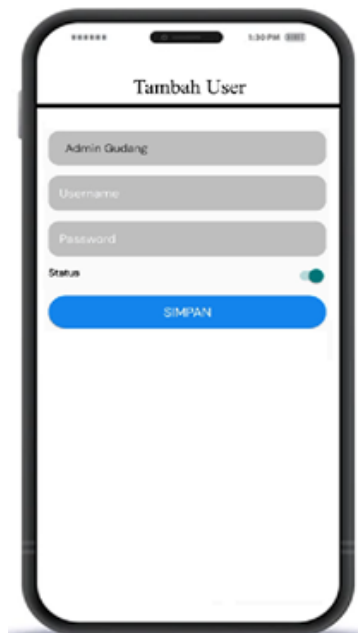 5:30 PM
Tambah User
Admin Gudang
Username
Password
Status
SIMPAN